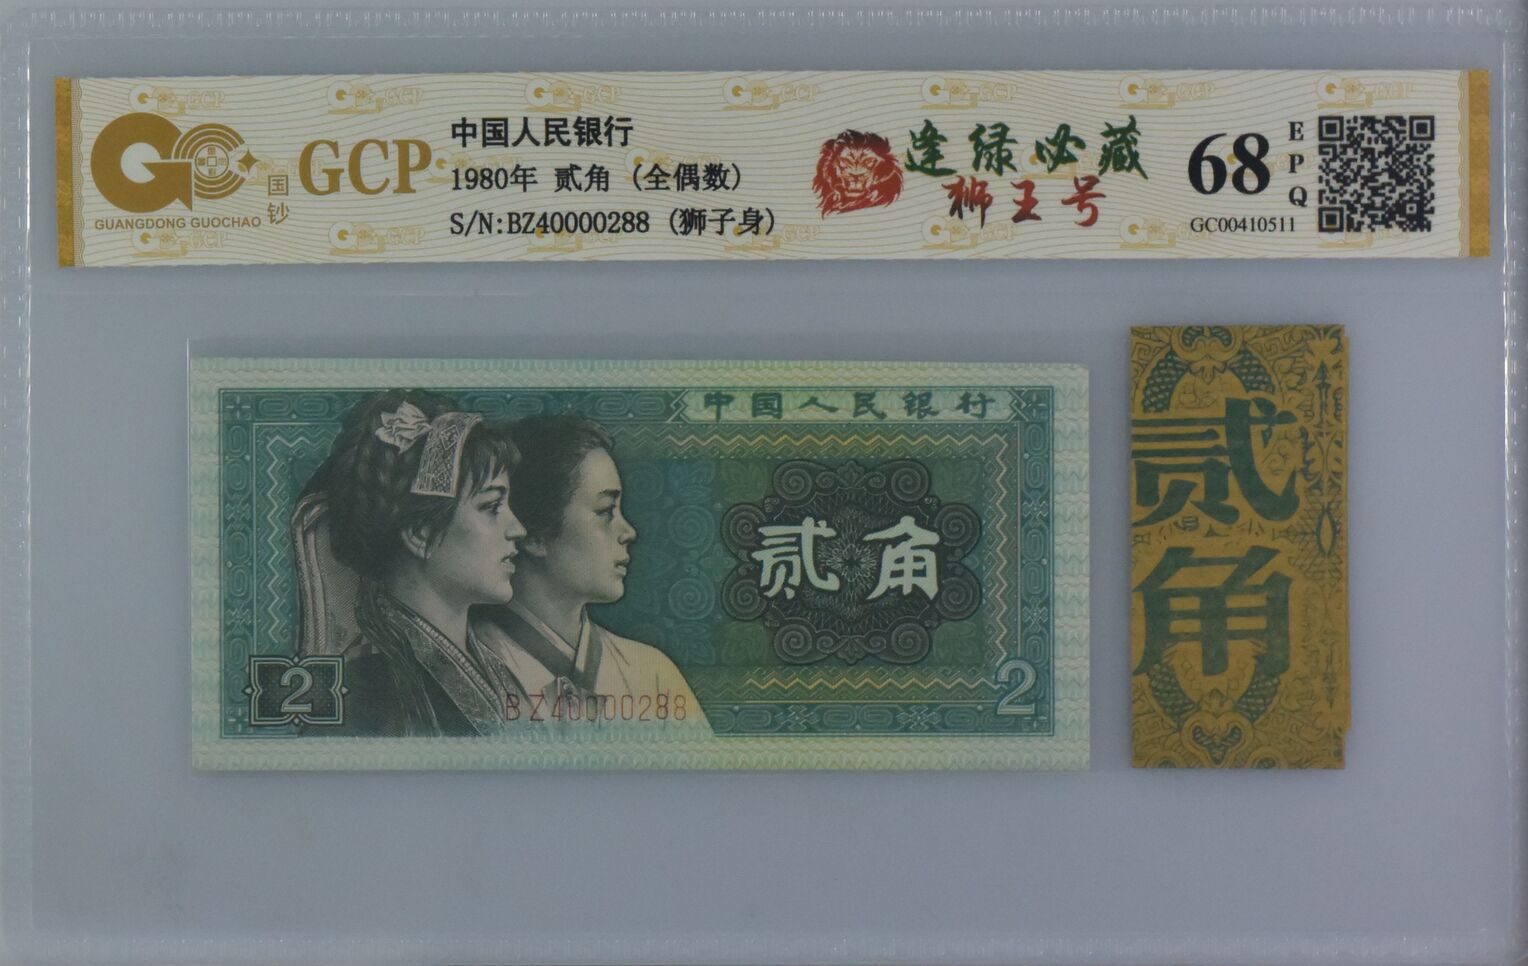 GCP
GUANGDONG GUOCHAO
国钞
中国人民银行
1980年 贰角 (全偶数)
S/N:BZ40000288 (狮子身)
逢绿必藏
狮王号
68
EPQ
GC00410511
中国人民银行
贰角
2
2
BZ40000288
贰
角